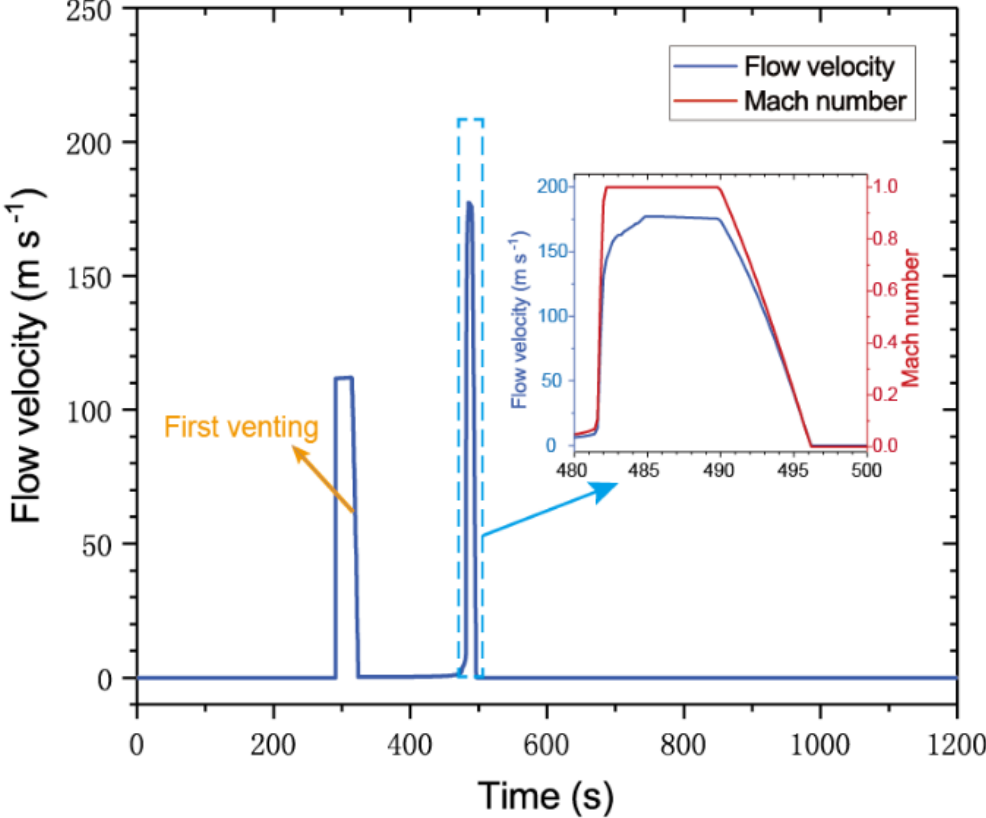 250
200
150
100
50
0
Flow velocity (m s⁻¹)
0 200 400 600 800 1000 1200
Time (s)
Flow velocity
Mach number
First venting
200
150
100
50
0
Flow velocity (m s⁻¹)
1.0
0.8
0.6
0.4
0.2
0.0
Mach number
480 485 490 495 500